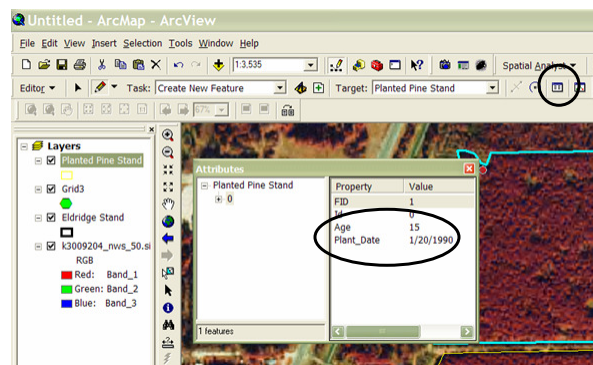 Untitled - ArcMap - ArcView
File Edit View Insert Selection Tools Window Help
1:3,535 Spatial Analyst
Editor Task: Create New Feature Target: Planted Pine Stand
67%
Layers
Planted Pine Stand
Grid3
Eldridge Stand
k3009204_nws_50.si
RGB
Red: Band_1
Green: Band_2
Blue: Band_3
Attributes
Planted Pine Stand
0
Property Value
FID 1
Id 0
Age 15
Plant_Date 1/20/1990
1 features